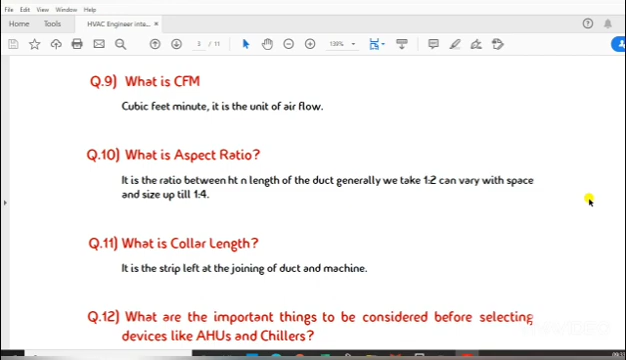 File Edit View Window Help
Home Tools HVAC Engineer inte... ×
3 / 11 139%
Q.9) What is CFM
Cubic feet minute, it is the unit of air flow.
Q.10) What is Aspect Ratio?
It is the ratio between ht n length of the duct generally we take 1:2 can vary with space
and size up till 1:4.
Q.11) What is Collar Length?
It is the strip left at the joining of duct and machine.
Q.12) What are the important things to be considered before selecting
devices like AHUs and Chillers?